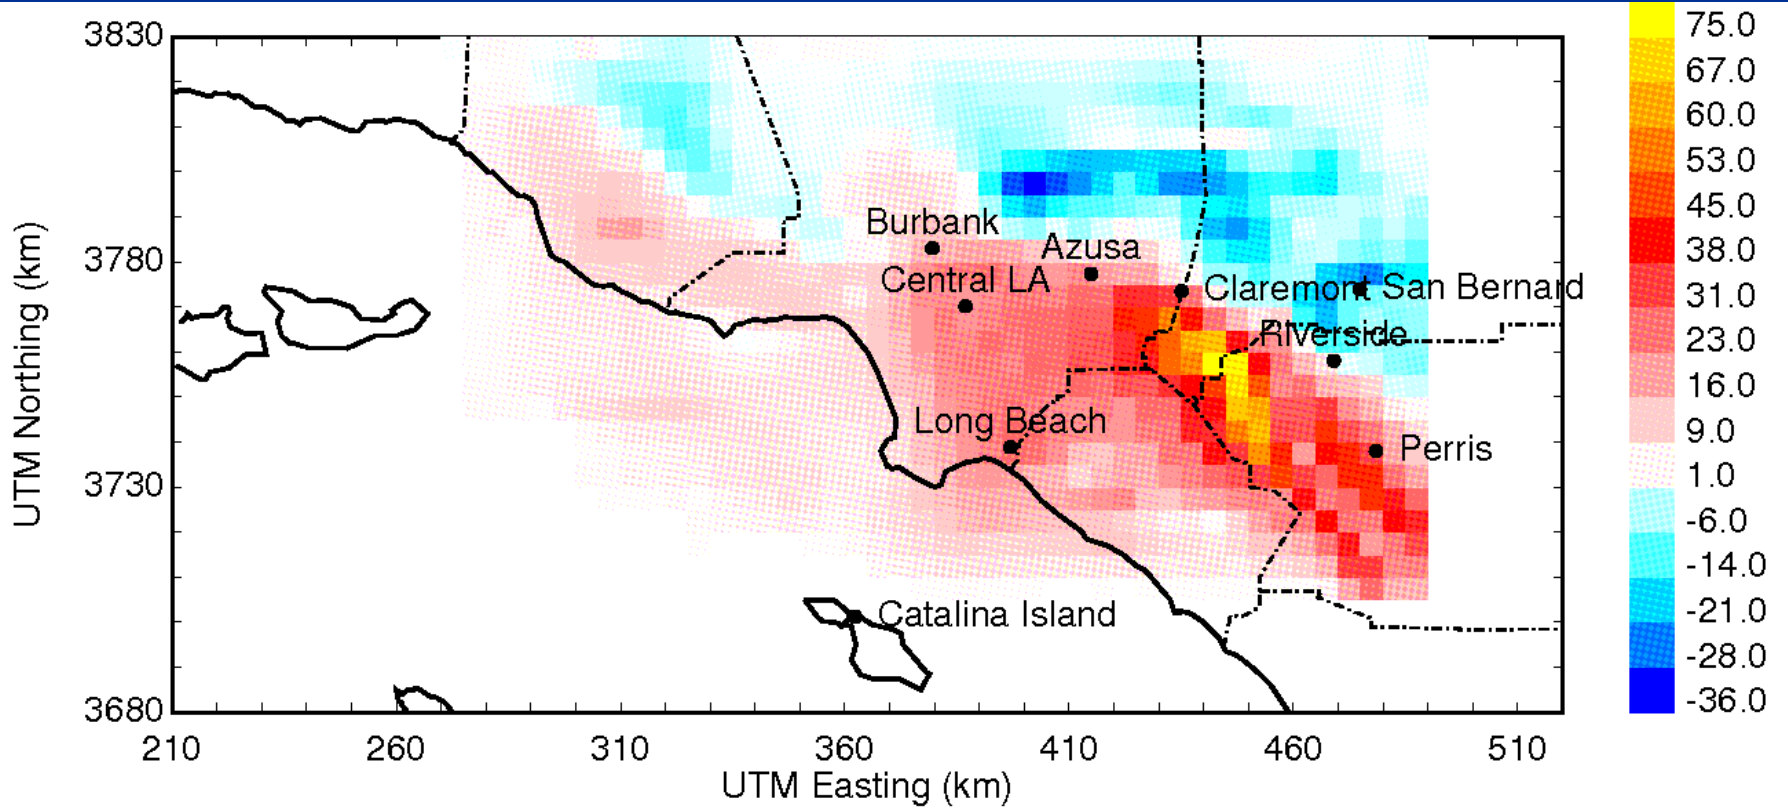 3830
3780
3730
3680
UTM Northing (km)
210
260
310
360
410
460
510
UTM Easting (km)
Burbank
Azusa
Central LA
Claremont
San Bernard
Riverside
Long Beach
Perris
Catalina Island
75.0
67.0
60.0
53.0
45.0
38.0
31.0
23.0
16.0
9.0
1.0
-6.0
-14.0
-21.0
-28.0
-36.0